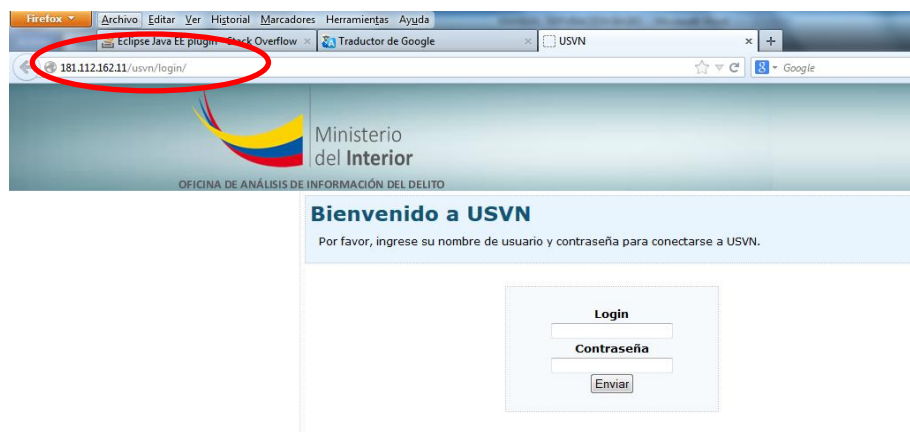 Firefox
Archivo Editar Ver Historial Marcadores Herramientas Ayuda
Eclipse Java EE plugin - Stack Overflow
Traductor de Google
USVN
181.112.162.11/usvn/login/
Google
Ministerio
del Interior
OFICINA DE ANÁLISIS DE INFORMACIÓN DEL DELITO
Bienvenido a USVN
Por favor, ingrese su nombre de usuario y contraseña para conectarse a USVN.
Login
Contraseña
Enviar